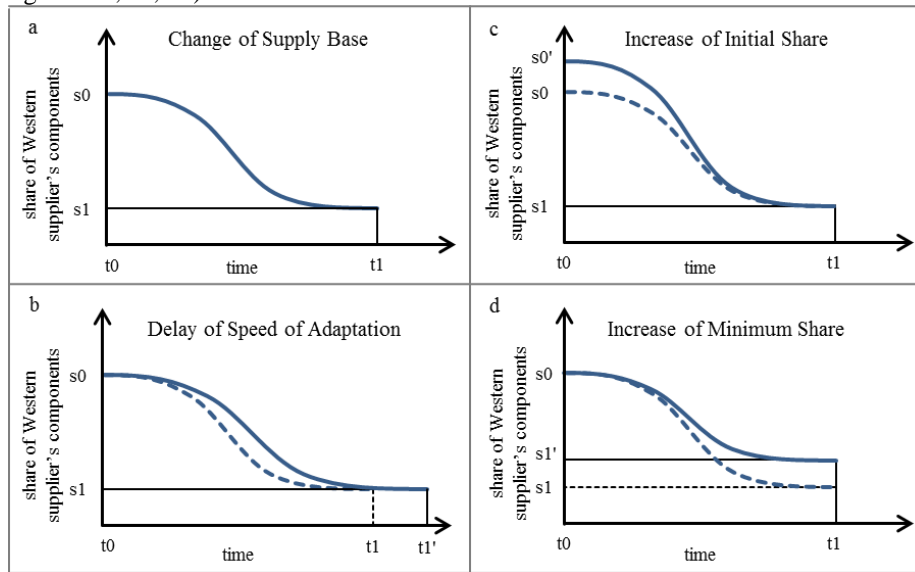 a
Change of Supply Base
share of Western
supplier's components
s0
s1
t0
time
t1
c
Increase of Initial Share
share of Western
supplier's components
s0'
s0
s1
t0
time
t1
b
Delay of Speed of Adaptation
share of Western
supplier's components
s0
s1
t0
time
t1
t1'
d
Increase of Minimum Share
share of Western
supplier's components
s0
s1'
s1
t0
time
t1